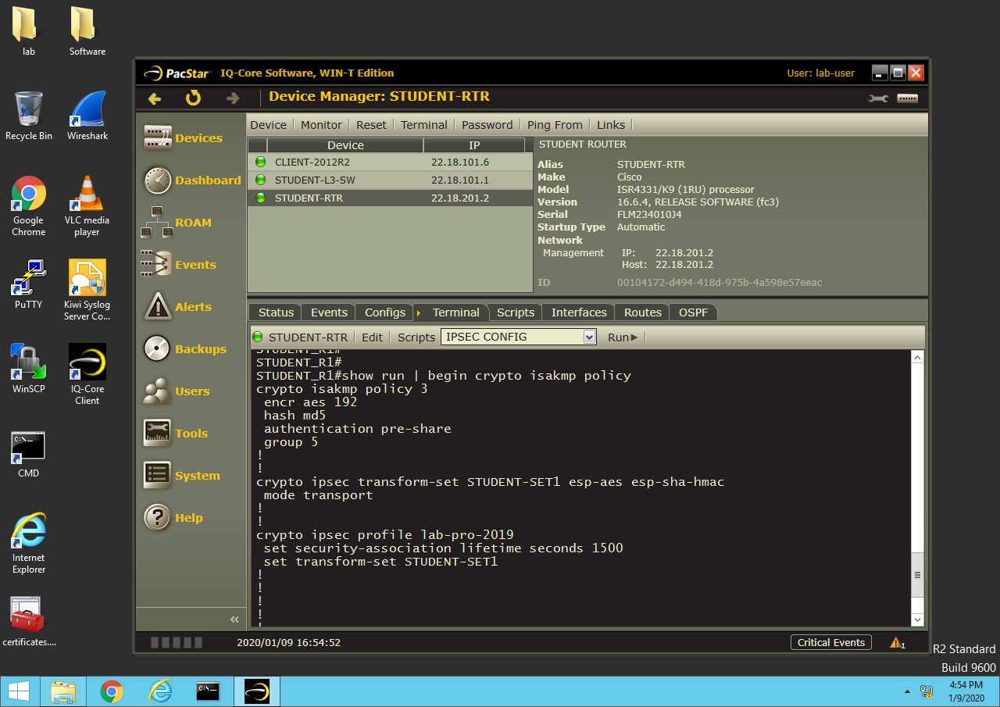 lab
Software
Recycle Bin
Wireshark
Google Chrome
VLC media player
PuTTY
Kiwi Syslog Server Co...
WinSCP
IQ-Core Client
CMD
Internet Explorer
certificates....
PacStar IQ-Core Software, WIN-T Edition
User: lab-user
Device Manager: STUDENT-RTR
Devices
Dashboard
ROAM
Events
Alerts
Backups
Users
Tools
System
Help
«
Device Monitor Reset Terminal Password Ping From Links
Device IP
CLIENT-2012R2 22.18.101.6
STUDENT-L3-SW 22.18.101.1
STUDENT-RTR 22.18.201.2
STUDENT ROUTER
Alias STUDENT-RTR
Make Cisco
Model ISR4331/K9 (1RU) processor
Version 16.6.4, RELEASE SOFTWARE (fc3)
Serial FLM234010J4
Startup Type Automatic
Network
Management IP: 22.18.201.2
Host: 22.18.201.2
ID 00104172-d494-418d-975b-4a598e57eeac
Status Events Configs Terminal Scripts Interfaces Routes OSPF
STUDENT-RTR Edit Scripts IPSEC CONFIG Run
STUDENT_R1#
STUDENT_R1#
STUDENT_R1#show run | begin crypto isakmp policy
crypto isakmp policy 3
encr aes 192
hash md5
authentication pre-share
group 5
!
!
crypto ipsec transform-set STUDENT-SET1 esp-aes esp-sha-hmac
mode transport
!
!
crypto ipsec profile lab-pro-2019
set security-association lifetime seconds 1500
set transform-set STUDENT-SET1
!
!
!
!
!
2020/01/09 16:54:52
Critical Events
1
R2 Standard
Build 9600
4:54 PM
1/9/2020